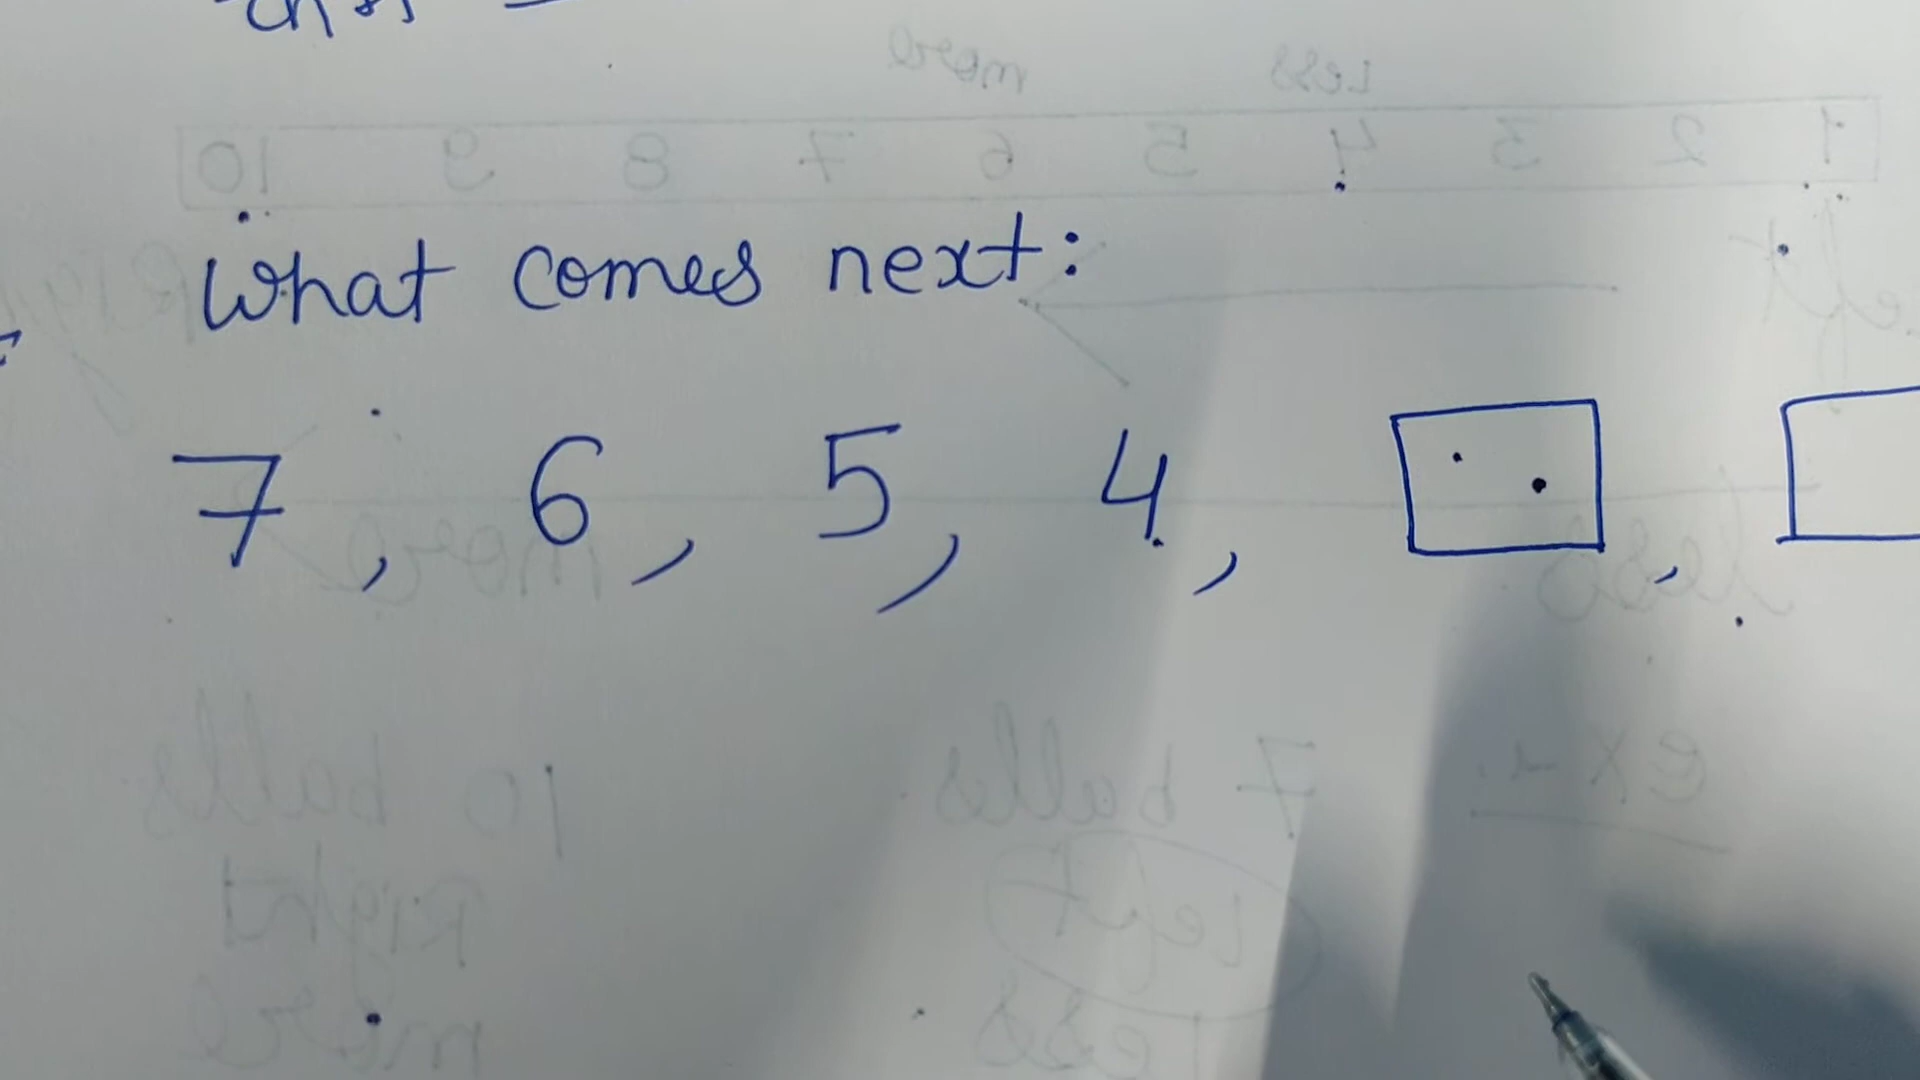 What comes next:
7, 6, 5, 4, ,